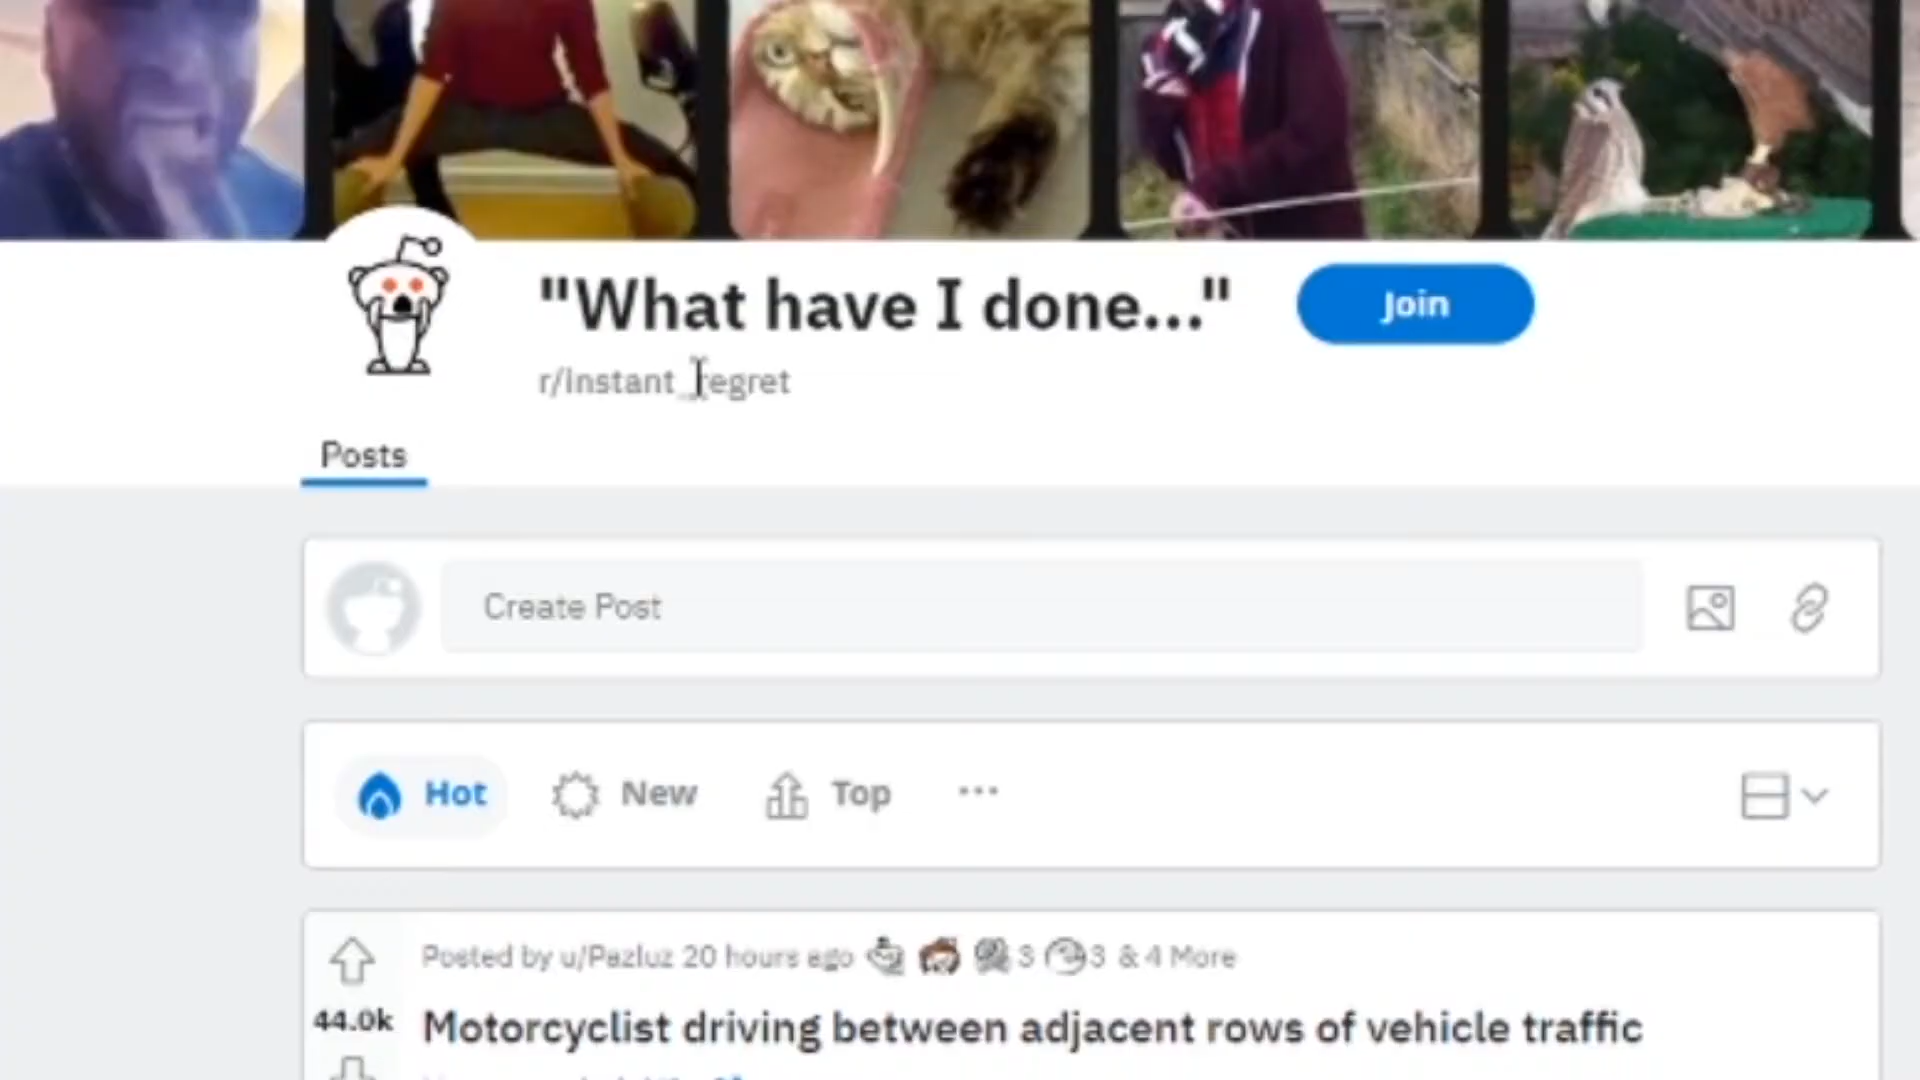 "What have I done..."
Join
r/instant_regret
Posts
Create Post
Hot
New
Top
...
Posted by u/Pazluz 20 hours ago 3 3 & 4 More
44.0k
Motorcyclist driving between adjacent rows of vehicle traffic